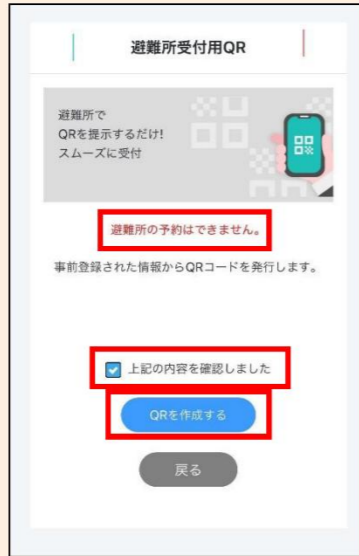 避難所受付用QR
避難所で
QRを提示するだけ!
スムーズに受付
避難所の予約はできません。
事前登録された情報からQRコードを発行します。
上記の内容を確認しました
QRを作成する
戻る